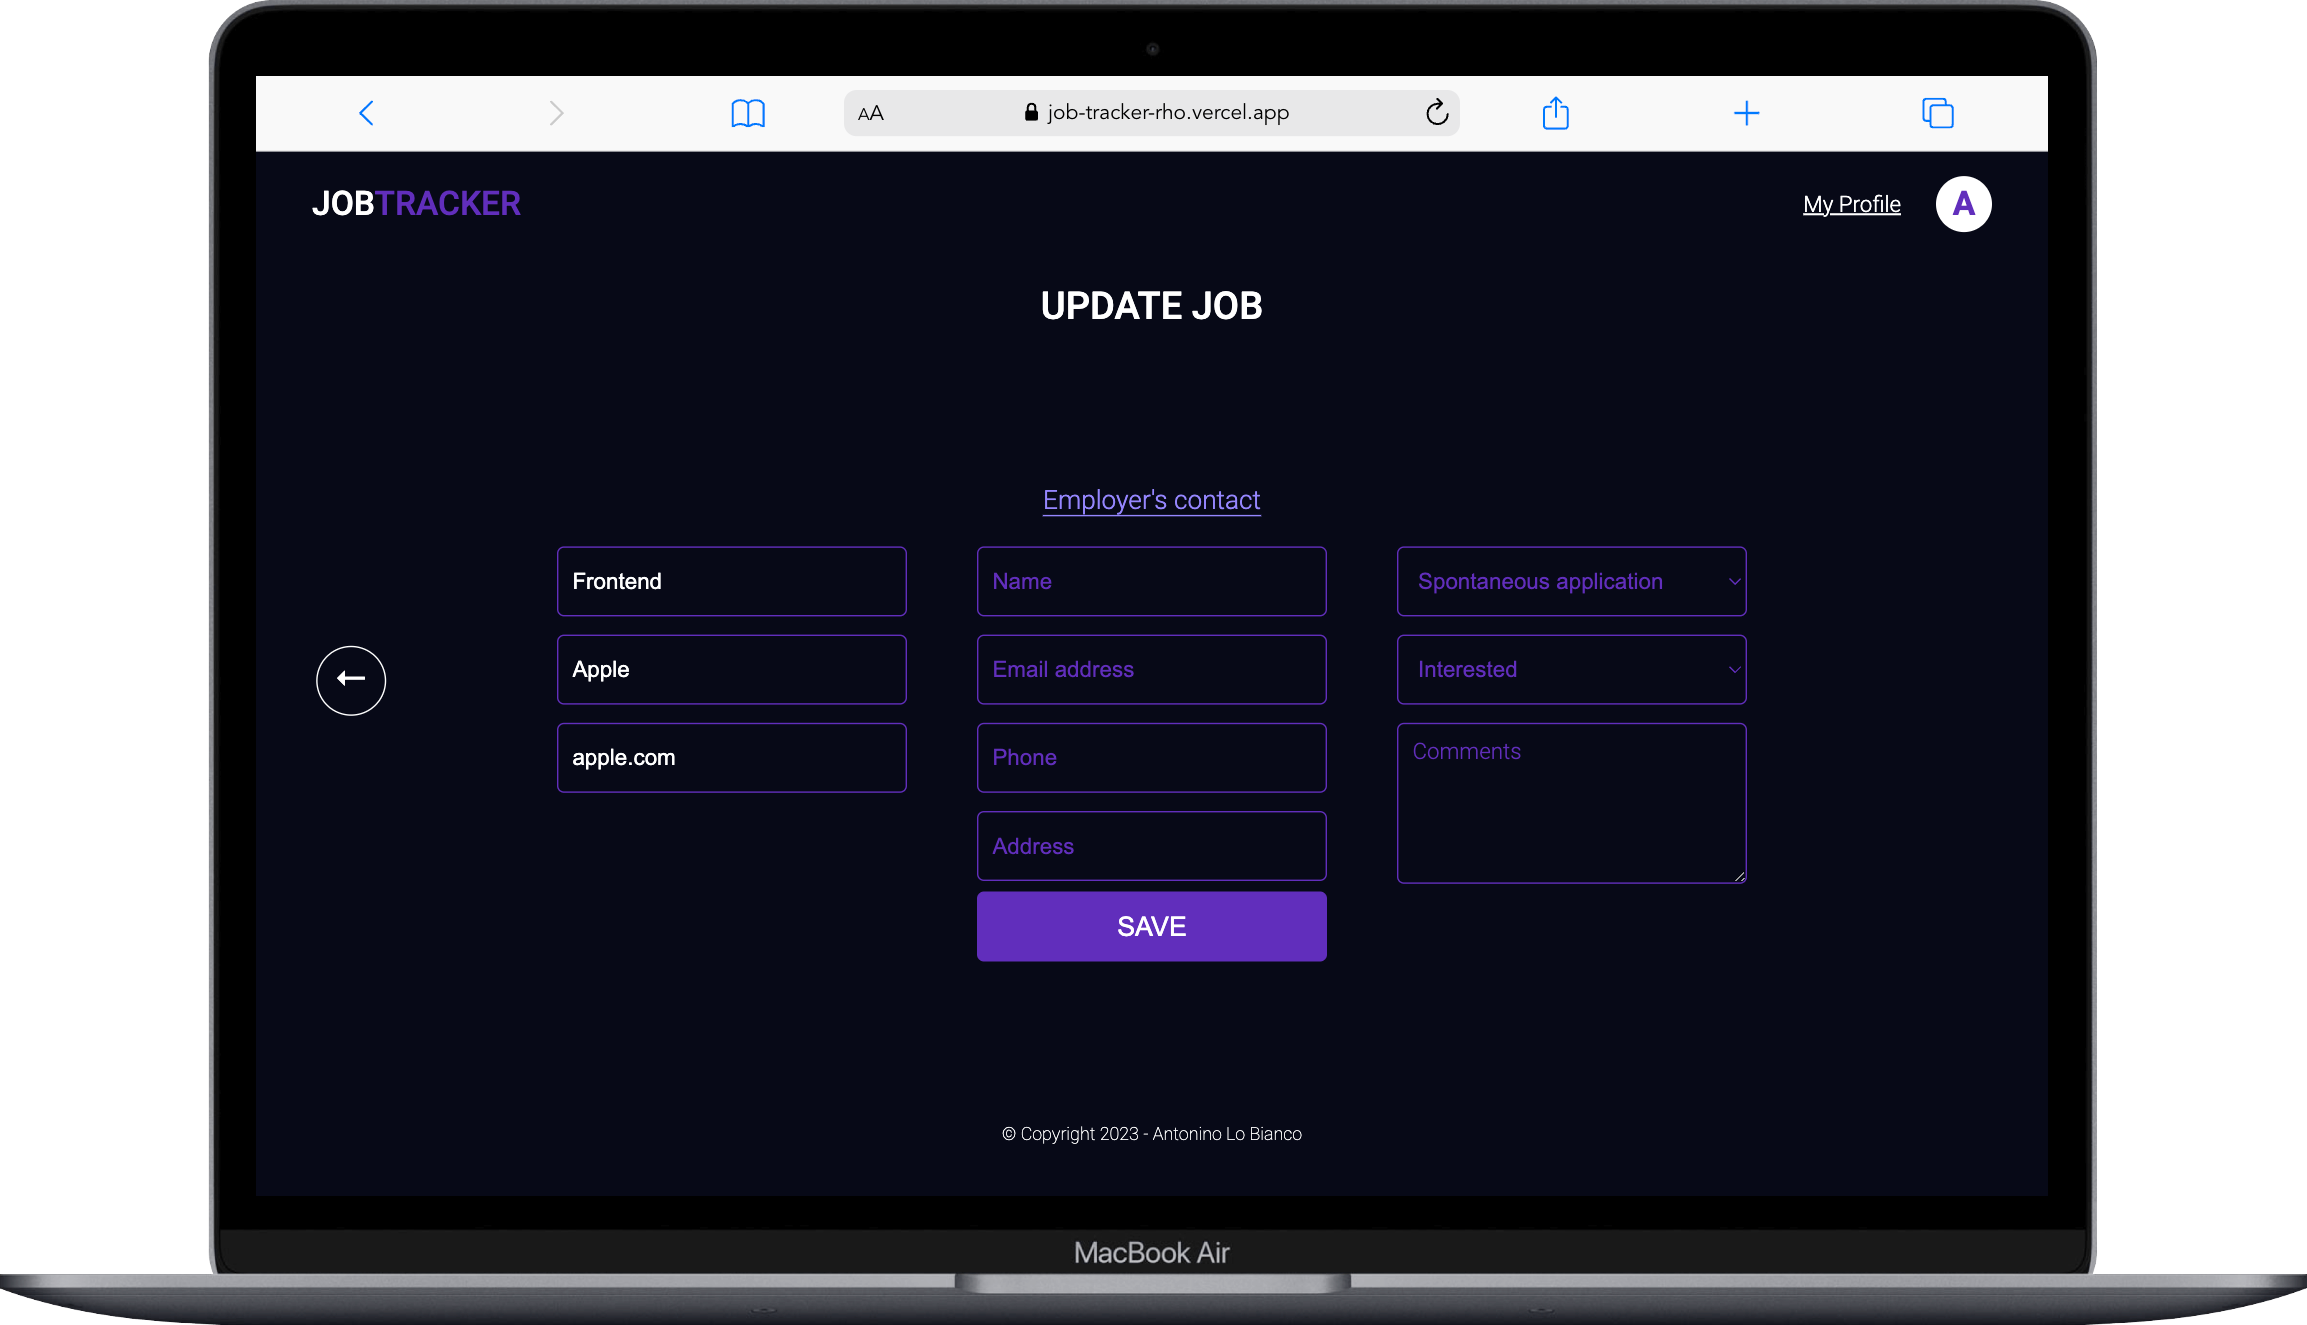 AA job-tracker-rho.vercel.app
JOBTRACKER
My Profile A
UPDATE JOB
Employer's contact
Frontend Name Spontaneous application
Apple Email address Interested
apple.com Phone Comments
Address
SAVE
© Copyright 2023 - Antonino Lo Bianco
MacBook Air